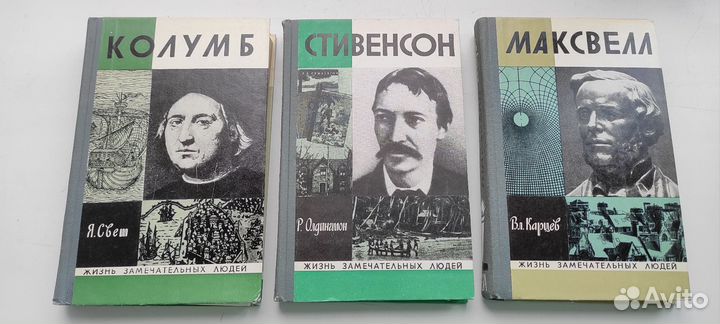 КОЛУМБ
Я. Свет
ЖИЗНЬ ЗАМЕЧАТЕЛЬНЫХ ЛЮДЕЙ
СТИВЕНСОН
Р. Олдингтон
ЖИЗНЬ ЗАМЕЧАТЕЛЬНЫХ ЛЮДЕЙ
МАКСВЕЛЛ
Вл. Карцев
ЖИЗНЬ ЗАМЕЧАТЕЛЬНЫХ ЛЮДЕЙ
Avito